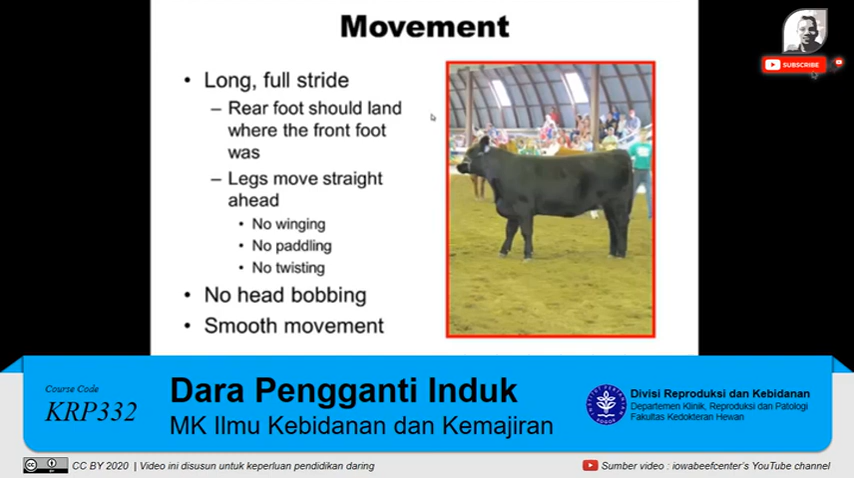 Movement
• Long, full stride
– Rear foot should land
where the front foot
was
– Legs move straight
ahead
• No winging
• No paddling
• No twisting
• No head bobbing
• Smooth movement
SUBSCRIBE
Course Code
KRP332
Dara Pengganti Induk
MK Ilmu Kebidanan dan Kemajiran
Divisi Reproduksi dan Kebidanan
Departemen Klinik, Reproduksi dan Patologi
Fakultas Kedokteran Hewan
CC BY 2020 | Video ini disusun untuk keperluan pendidikan daring
Sumber video : iowabeefcenter's YouTube channel